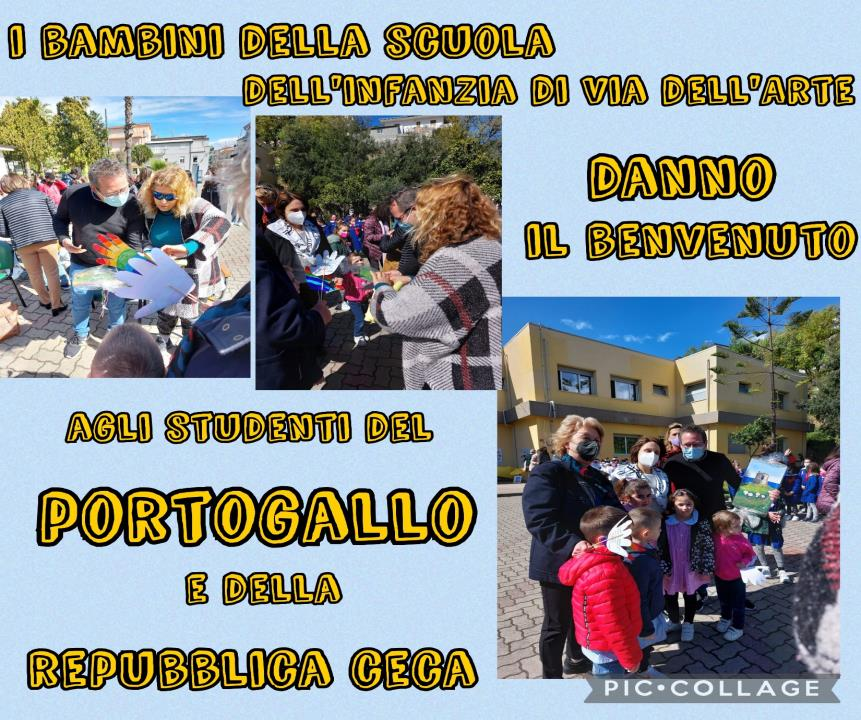 I BAMBINI DELLA SCUOLA
DELL'INFANZIA DI VIA DELL'ARTE
DANNO
IL BENVENUTO
AGLI STUDENTI DEL
PORTOGALLO
E DELLA
REPUBBLICA CECA
PIC•COLLAGE